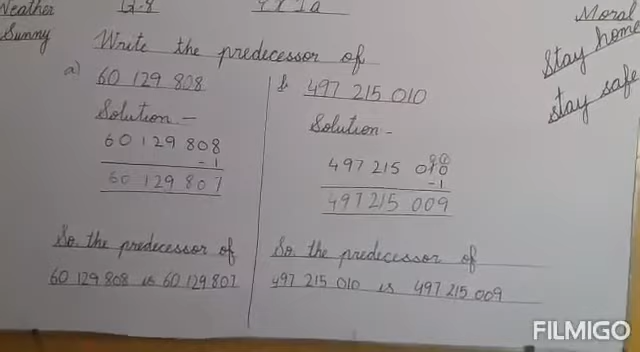 Weather
Sunny
Moral
Stay home
stay safe
Write the predecessor of
a) 60 129 808
Solution -
60 129 808
-1
60 129 807
So the predecessor of
60 129 808 is 60 129 807
b 497 215 010
Solution -
497 215 010
-1
497 215 009
So the predecessor of
497 215 010 is 497 215 009
FILMIGO